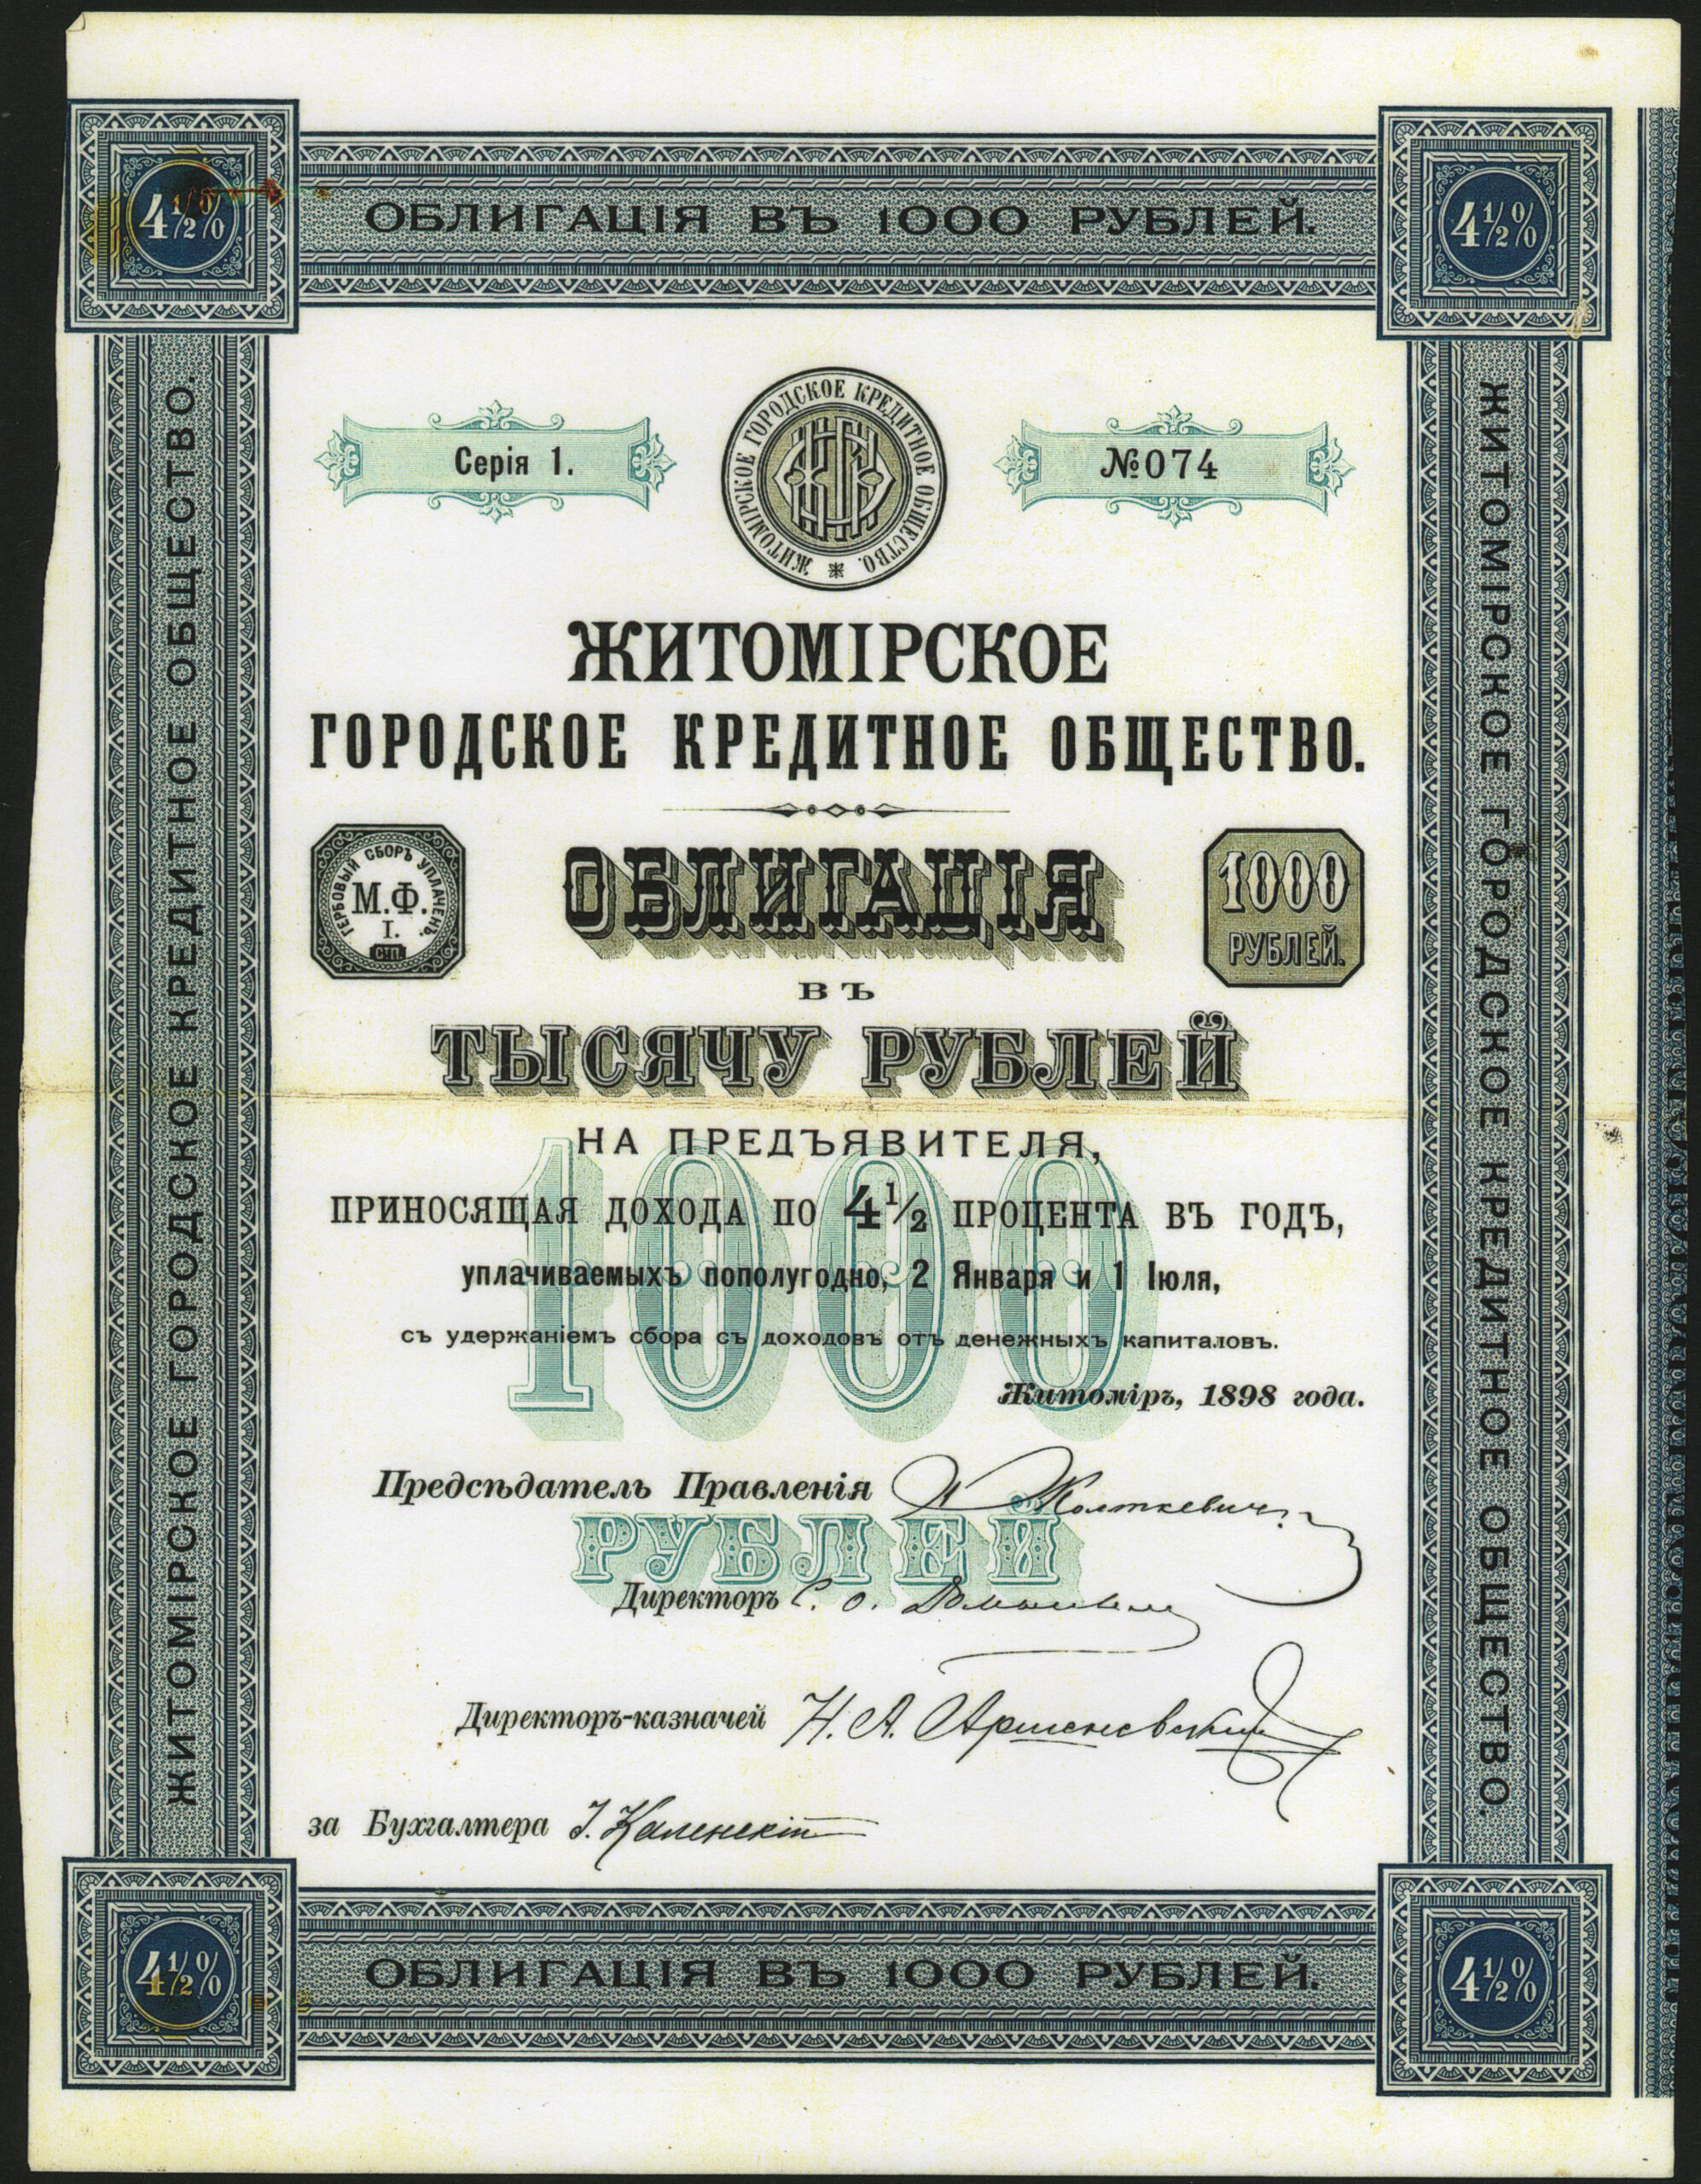 ОБЛИГАЦІЯ ВЪ 1000 РУБЛЕЙ.
4½%
4½%
ЖИТОМІРСКОЕ ГОРОДСКОЕ КРЕДИТНОЕ ОБЩЕСТВО.
ЖИТОМІРСКОЕ ГОРОДСКОЕ КРЕДИТНОЕ ОБЩЕСТВО.
Серія 1.
ЖИТОМІРСКОЕ ГОРОДСКОЕ КРЕДИТНОЕ ОБЩЕСТВО.
№074
ЖИТОМІРСКОЕ
ГОРОДСКОЕ КРЕДИТНОЕ ОБЩЕСТВО.
ГЕРБОВЫЙ СБОРЪ УПЛАЧЕНЪ.
М.Ф.
I.
СТП.
ОБЛИГАЦІЯ
1000
РУБЛЕЙ.
ВЪ
ТЫСЯЧУ РУБЛЕЙ
НА ПРЕДЪЯВИТЕЛЯ,
ПРИНОСЯЩАЯ ДОХОДА ПО 4½ ПРОЦЕНТА ВЪ ГОДЪ,
уплачиваемыхъ пополугодно, 2 Января и 1 Іюля,
съ удержаніемъ сбора съ доходовъ отъ денежныхъ капиталовъ.
1000
Житоміръ, 1898 года.
Предсѣдатель Правленія
РУБЛЕЙ
Директоръ С. О.
Директоръ-казначей Н. А.
за Бухгалтера І.
4½%
ОБЛИГАЦІЯ ВЪ 1000 РУБЛЕЙ.
4½%